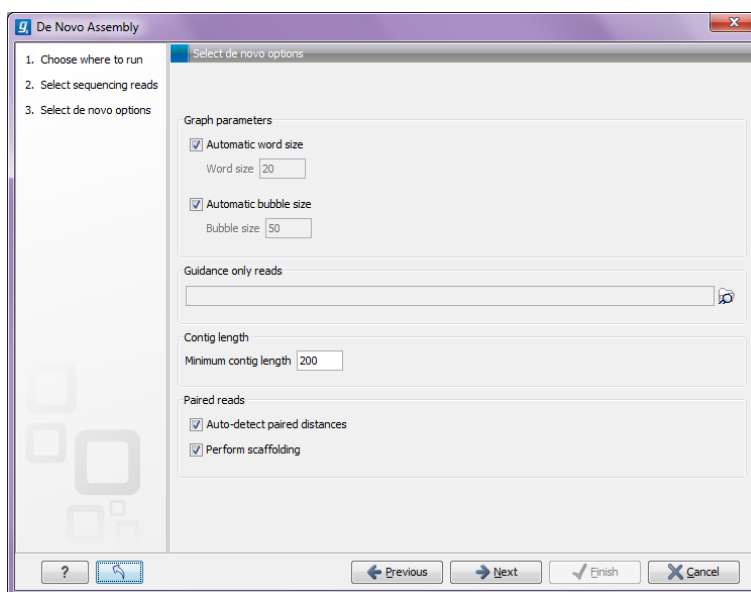 De Novo Assembly
1. Choose where to run
2. Select sequencing reads
3. Select de novo options
Select de novo options
Graph parameters
Automatic word size
Word size 20
Automatic bubble size
Bubble size 50
Guidance only reads
Contig length
Minimum contig length 200
Paired reads
Auto-detect paired distances
Perform scaffolding
? Previous Next Finish Cancel